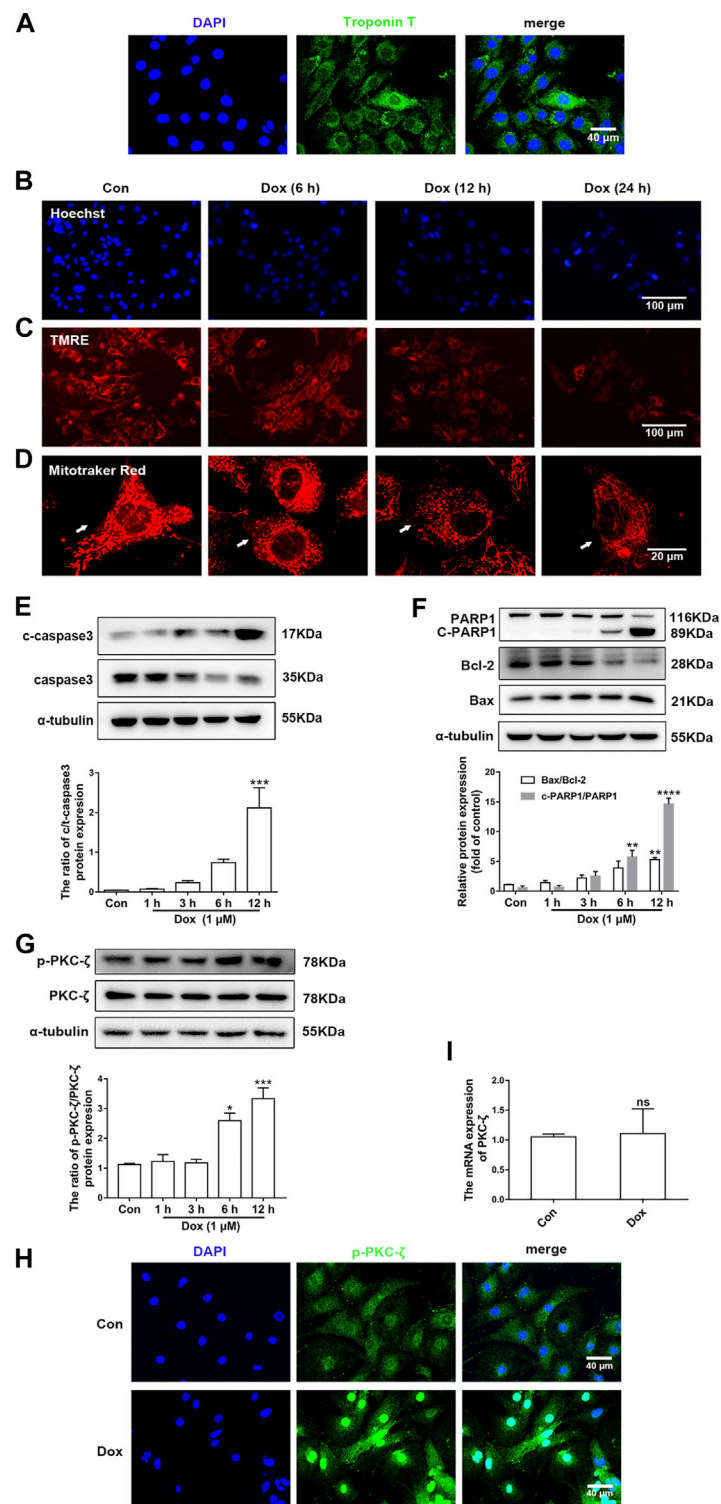 A
DAPI Troponin T merge
40 µm
B
Con Dox (6 h) Dox (12 h) Dox (24 h)
Hoechst
100 µm
C
TMRE
100 µm
D
Mitotraker Red
20 µm
E
c-caspase3 17KDa
caspase3 35KDa
α-tubulin 55KDa
The ratio of c/t-caspase3
protein expression
3
2
1
0
***
Con 1 h 3 h 6 h 12 h
Dox (1 µM)
F
PARP1 116KDa
C-PARP1 89KDa
Bcl-2 28KDa
Bax 21KDa
α-tubulin 55KDa
Relative protein expression
(fold of control)
20
15
10
5
0
Bax/Bcl-2
c-PARP1/PARP1
** ** ****
Con 1 h 3 h 6 h 12 h
Dox (1 µM)
G
p-PKC-ζ 78KDa
PKC-ζ 78KDa
α-tubulin 55KDa
The ratio of p-PKC-ζ/PKC-ζ
protein expression
4
3
2
1
0
* ***
Con 1 h 3 h 6 h 12 h
Dox (1 µM)
I
The mRNA expression
of PKC-ζ
2.0
1.5
1.0
0.5
0.0
ns
Con Dox
H
DAPI p-PKC-ζ merge
Con
40 µm
Dox
40 µm